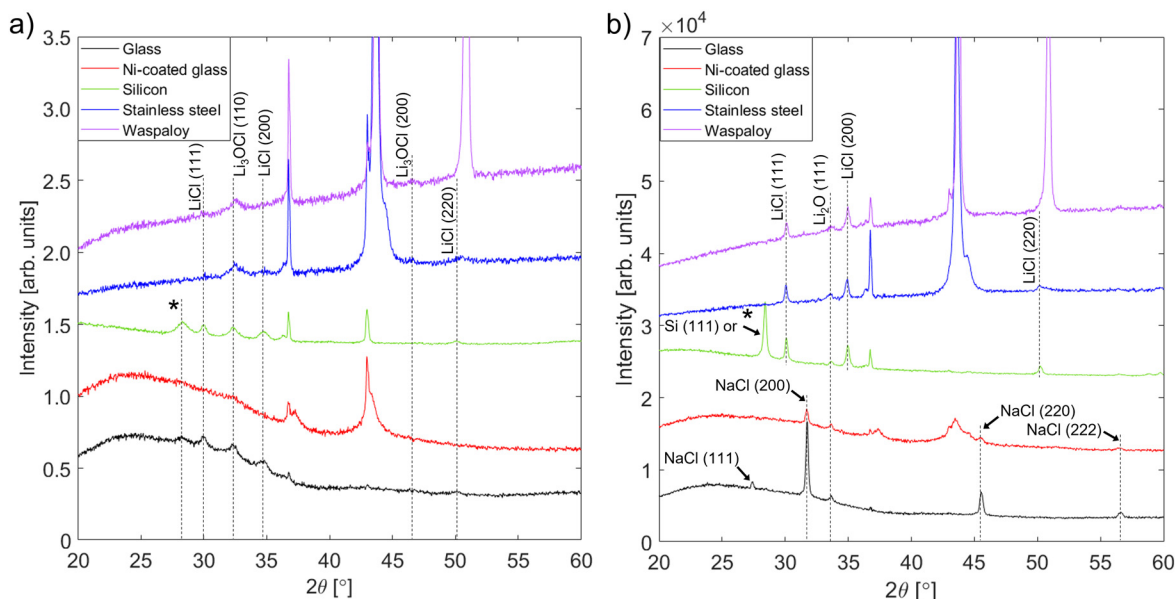 a)
3.5
3.0
2.5
2.0
1.5
1.0
0.5
0
Intensity [arb. units]
Glass
Ni-coated glass
Silicon
Stainless steel
Waspaloy
LiCl (111)
Li₃OCl (110)
LiCl (200)
Li₃OCl (200)
LiCl (220)
*
20 25 30 35 40 45 50 55 60
2θ [°]
b)
×10⁴
7
6
5
4
3
2
1
0
Intensity [arb. units]
Glass
Ni-coated glass
Silicon
Stainless steel
Waspaloy
LiCl (111)
Li₂O (111)
LiCl (200)
LiCl (220)
Si (111) or *
NaCl (200)
NaCl (220)
NaCl (222)
NaCl (111)
20 25 30 35 40 45 50 55 60
2θ [°]